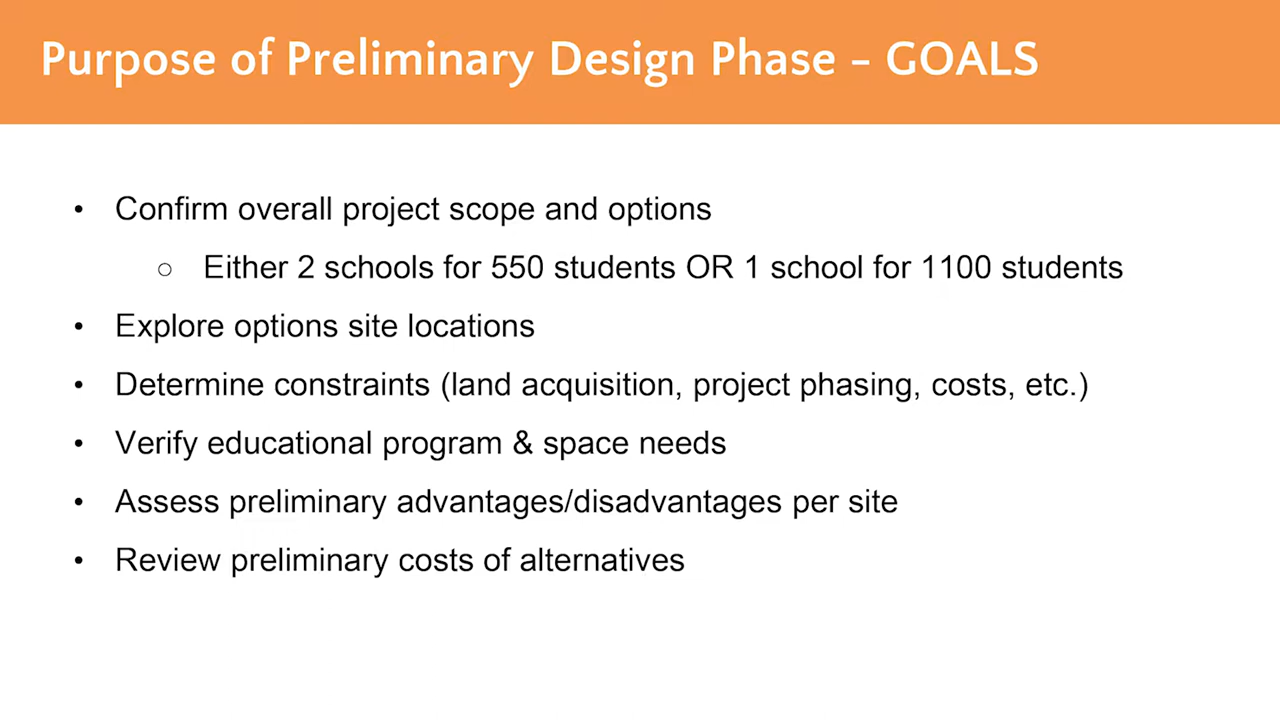 Purpose of Preliminary Design Phase – GOALS
• Confirm overall project scope and options
○ Either 2 schools for 550 students OR 1 school for 1100 students
• Explore options site locations
• Determine constraints (land acquisition, project phasing, costs, etc.)
• Verify educational program & space needs
• Assess preliminary advantages/disadvantages per site
• Review preliminary costs of alternatives